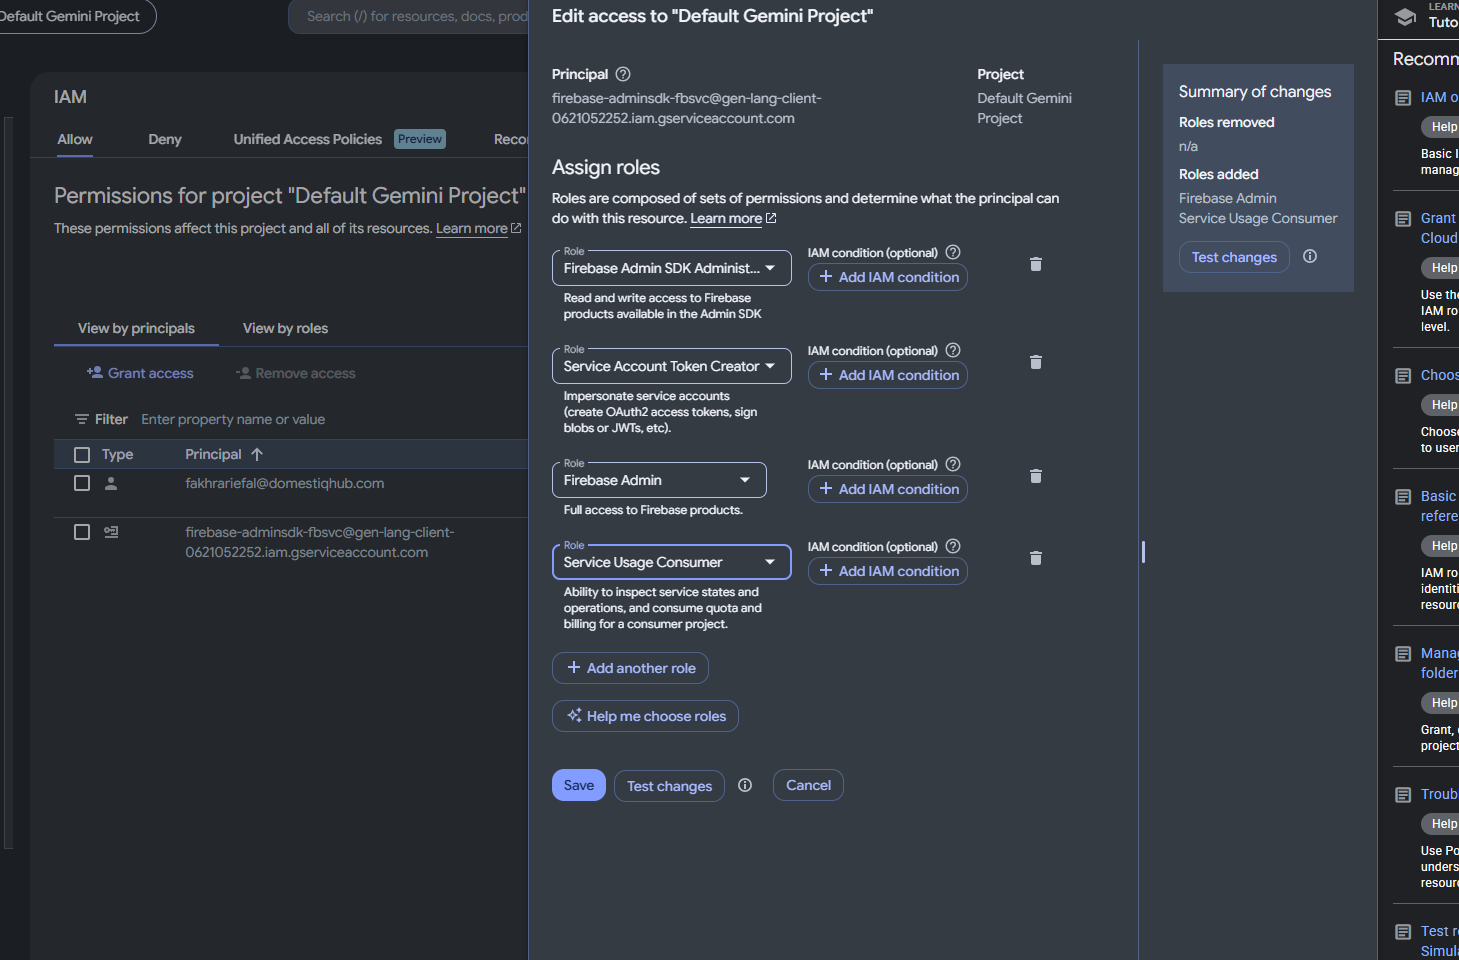 Default Gemini Project
Search (/) for resources, docs, prod
IAM
Allow
Deny
Unified Access Policies
Preview
Permissions for project "Default Gemini Project"
These permissions affect this project and all of its resources. Learn more
View by principals
View by roles
Grant access
Remove access
Filter
Enter property name or value
Type
Principal
fakhrariefal@domestiqhub.com
firebase-adminsdk-fbsvc@gen-lang-client-
0621052252.iam.gserviceaccount.com
Edit access to "Default Gemini Project"
Principal
firebase-adminsdk-fbsvc@gen-lang-client-
0621052252.iam.gserviceaccount.com
Project
Default Gemini
Project
Assign roles
Roles are composed of sets of permissions and determine what the principal can
do with this resource. Learn more
Role
Firebase Admin SDK Administ...
Read and write access to Firebase
products available in the Admin SDK
IAM condition (optional)
Add IAM condition
Role
Service Account Token Creator
Impersonate service accounts
(create OAuth2 access tokens, sign
blobs or JWTs, etc).
IAM condition (optional)
Add IAM condition
Role
Firebase Admin
Full access to Firebase products.
IAM condition (optional)
Add IAM condition
Role
Service Usage Consumer
Ability to inspect service states and
operations, and consume quota and
billing for a consumer project.
IAM condition (optional)
Add IAM condition
Add another role
Help me choose roles
Save
Test changes
Cancel
Summary of changes
Roles removed
n/a
Roles added
Firebase Admin
Service Usage Consumer
Test changes
Tuto
Recomm
IAM o
Help
Basic I
manag
Grant
Cloud
Help
Use the
IAM ro
level.
Choos
Help
Choose
to user
Basic
refere
Help
IAM ro
identiti
resour
Manag
folder
Help
Grant,
project
Troub
Help
Use Po
unders
resour
Test r
Simula